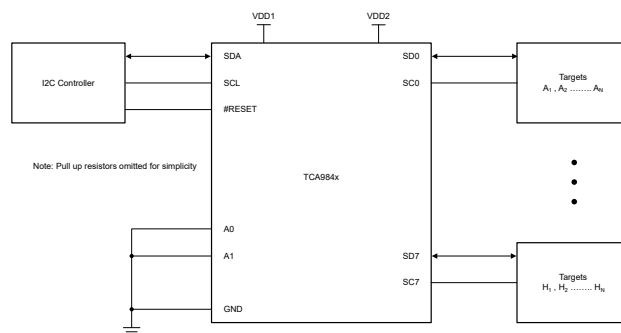 VDD1
VDD2
I2C Controller
SDA
SCL
#RESET
SD0
SC0
Targets
A₁ , A₂ ........ Aₙ
Note: Pull up resistors omitted for simplicity
TCA984x
A0
A1
GND
SD7
SC7
Targets
H₁ , H₂ ........ Hₙ